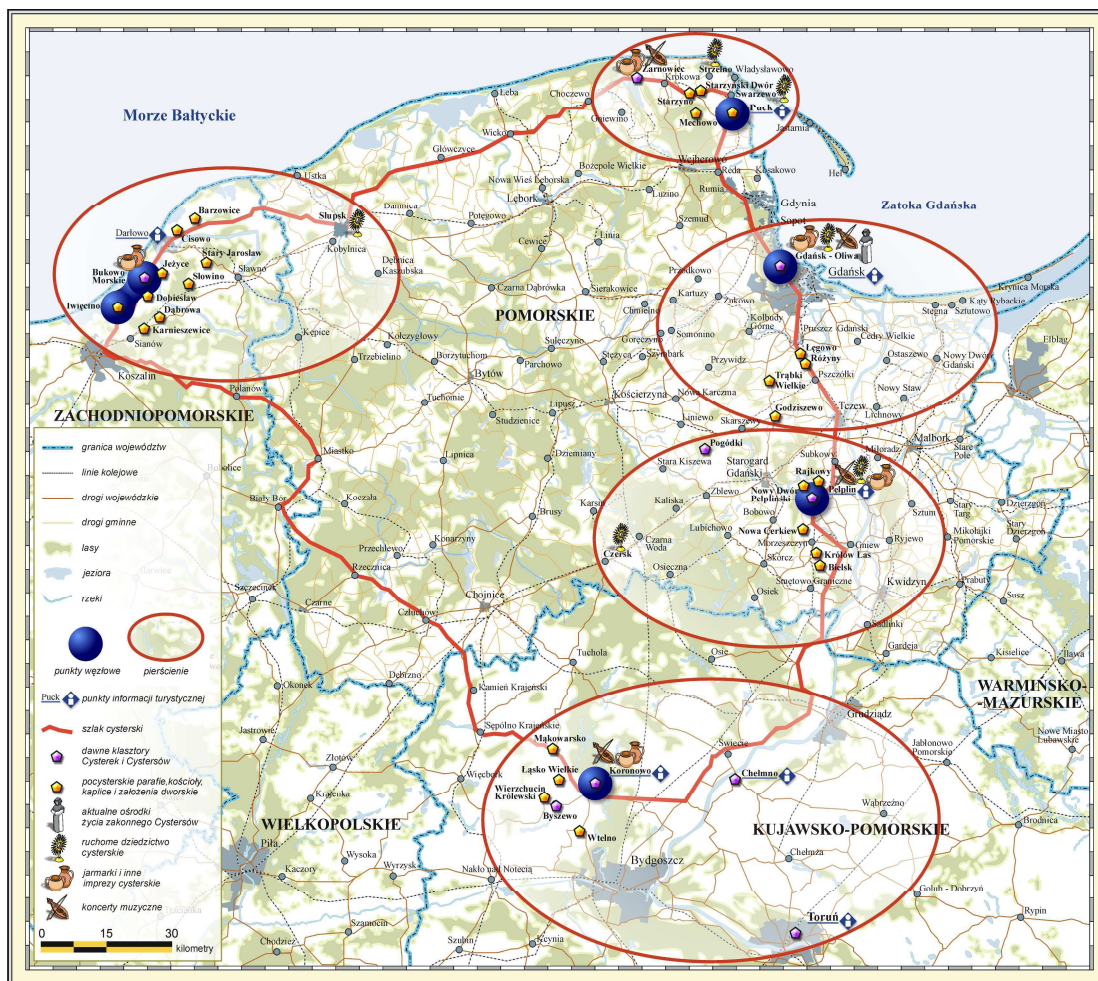 Morze Bałtyckie
Zatoka Gdańska
POMORSKIE
ZACHODNIOPOMORSKIE
WIELKOPOLSKIE
KUJAWSKO-POMORSKIE
WARMIŃSKO-
-MAZURSKIE
Żarnowiec
Krokowa
Strzelno
Władysławowo
Starzyński Dwór
Swarzewo
Starzyno
Puck
Mechowo
Jastarnia
Hel
Choczewo
Gniewino
Łeba
Wicko
Główczyce
Wejherowo
Reda
Kosakowo
Rumia
Gdynia
Sopot
Bożepole Wielkie
Nowa Wieś Lęborska
Lębork
Luzino
Szemud
Ustka
Słupsk
Kobylnica
Damnica
Potęgowo
Cewice
Linia
Dębnica
Kaszubska
Barzowice
Darłowo
Cisowo
Stary Jarosław
Bukowo
Morskie
Jeżyce
Słowino
Sławno
Iwięcino
Dobiesław
Dąbrowa
Karnieszewice
Sianów
Koszalin
Polanów
Kępice
Kołczygłowy
Trzebielino
Borzytuchom
Czarna Dąbrówka
Sierakowice
Sulęczyno
Parchowo
Bytów
Tuchomie
Studzienice
Lipusz
Gdańsk - Oliwa
Gdańsk
Przodkowo
Kartuzy
Żukowo
Chmielno
Somonino
Goręczyno
Stężyca
Szymbark
Kolbudy
Górne
Pruszcz Gdański
Cedry Wielkie
Przywidz
Łęgowo
Różyny
Trąbki
Wielkie
Pszczółki
Godziszewo
Ostaszewo
Nowy Dwór
Gdański
Nowy Staw
Lichnowy
Stegna
Sztutowo
Kąty Rybackie
Krynica Morska
Elbląg
Kościerzyna
Nowa Karczma
Liniewo
Skarszewy
Tczew
Malbork
Miłoradz
Stare
Pole
Subkowy
Pogódki
Stara Kiszewa
Starogard
Gdański
Rajkowy
Pelplin
Nowy Dwór
Pelpliński
Zblewo
Kaliska
Bobowo
Lubichowo
Nowa Cerkiew
Morzeszczyn
Gniew
Ryjewo
Sztum
Stary
Targ
Dzierzgoń
Stary
Dzierzgoń
Mikołajki
Pomorskie
Królów Las
Skórcz
Bielsk
Smętowo Graniczne
Kwidzyn
Prabuty
Susz
Osiek
Osieczna
Czarna
Woda
Czersk
Karsin
Dziemiany
Brusy
Lipnica
Miastko
Biały Bór
Koczała
Konarzyny
Przechlewo
Rzecznica
Człuchów
Chojnice
Czarne
Szczecinek
Debrzno
Okonek
Jastrowie
Złotów
Krajenka
Piła
Kaczory
Wysoka
Wyrzysk
Szamocin
Chodzież
Kamień Krajeński
Sępólno Krajeńskie
Więcbork
Tuchola
Osie
Sadlinki
Gardeja
Kisielice
Iława
Grudziądz
Nowe Miasto
Lubawskie
Jabłonowo
Pomorskie
Wąbrzeźno
Brodnica
Golub - Dobrzyń
Rypin
Mąkowarsko
Łąsko Wielkie
Koronowo
Wierzchucin
Królewski
Byszewo
Wtelno
Świecie
Chełmno
Chełmża
Bydgoszcz
Nakło nad Notecią
Szubin
Kcynia
Toruń
granica województw
linie kolejowe
drogi wojewódzkie
drogi gminne
lasy
jeziora
rzeki
punkty węzłowe
pierścienie
Puck
punkty informacji turystycznej
szlak cysterski
dawne klasztory
Cysterek i Cystersów
pocysterskie parafie,kościoły,
kaplice i założenia dworskie
aktualne ośrodki
życia zakonnego Cystersów
ruchome dziedzictwo
cysterskie
jarmarki i inne
imprezy cysterskie
koncerty muzyczne
0 15 30
kilometry